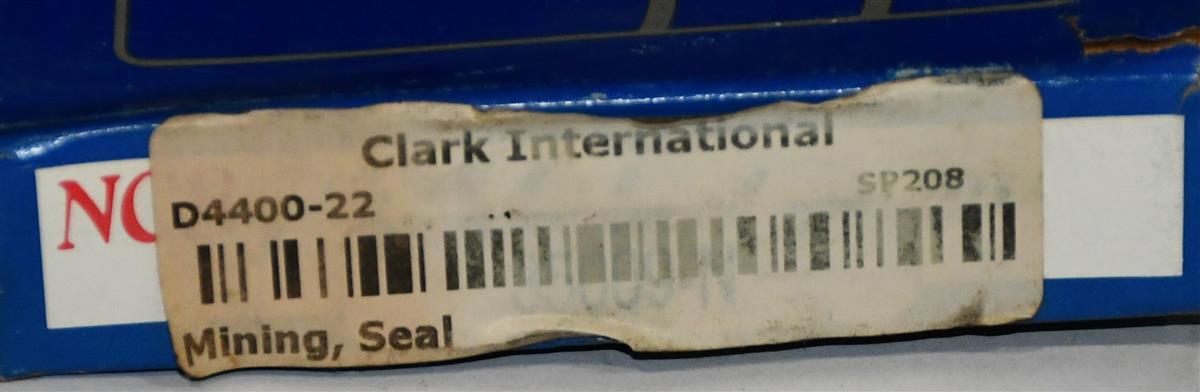 Clark International
D4400-22
SP208
Mining, Seal